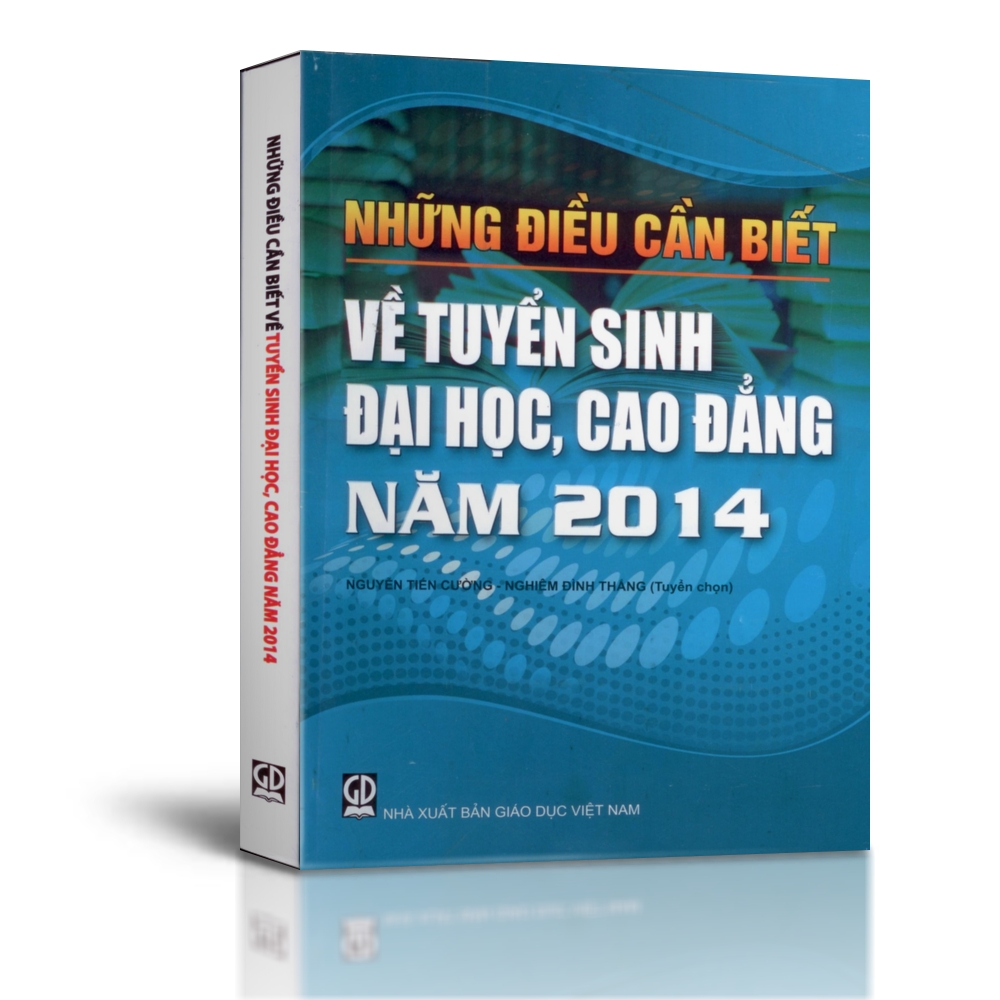 NHỮNG ĐIỀU CẦN BIẾT VỀ TUYỂN SINH ĐẠI HỌC, CAO ĐẲNG NĂM 2014
GD
NHỮNG ĐIỀU CẦN BIẾT
VỀ TUYỂN SINH
ĐẠI HỌC, CAO ĐẲNG
NĂM 2014
NGUYỄN TIẾN CƯỜNG - NGHIÊM ĐÌNH THẮNG (Tuyển chọn)
GD
NHÀ XUẤT BẢN GIÁO DỤC VIỆT NAM